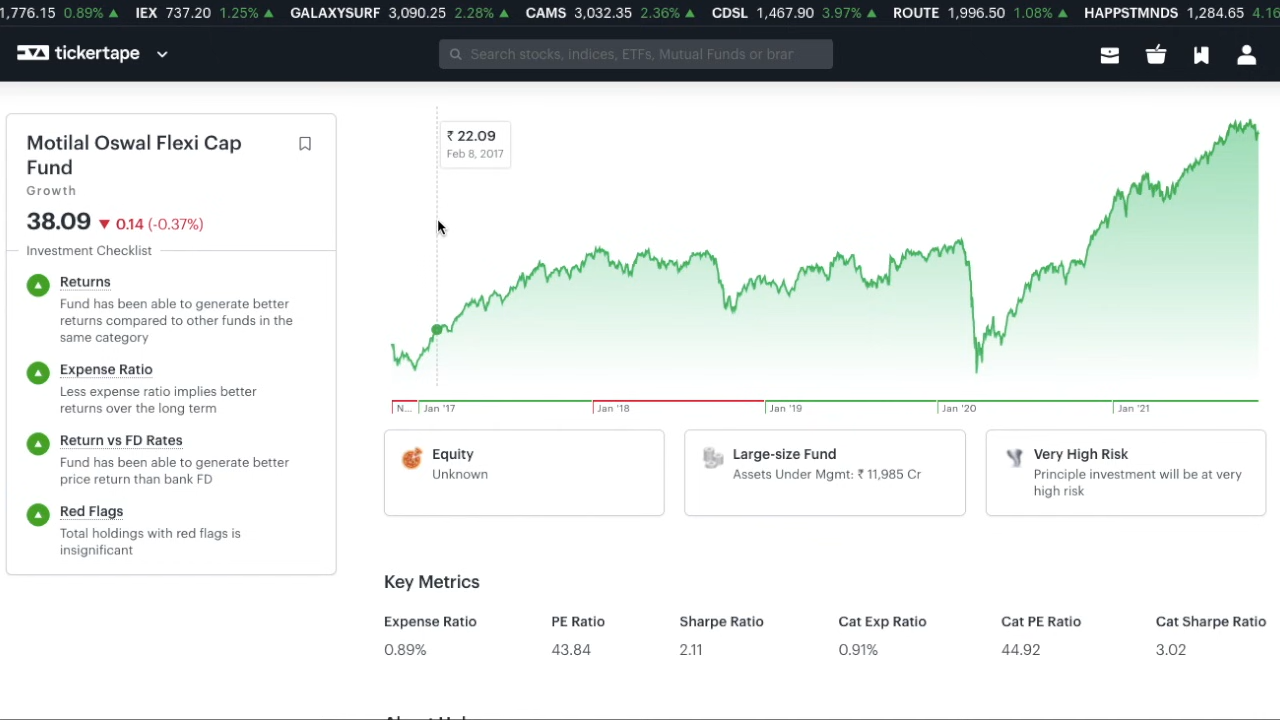 1,776.15 0.89% ▲ IEX 737.20 1.25% ▲ GALAXYSURF 3,090.25 2.28% ▲ CAMS 3,032.35 2.36% ▲ CDSL 1,467.90 3.97% ▲ ROUTE 1,996.50 1.08% ▲ HAPPSTMNDS 1,284.65 4.16
tickertape
Search stocks, indices, ETFs, Mutual Funds or brar
Motilal Oswal Flexi Cap
Fund
Growth
38.09 ▼ 0.14 (-0.37%)
Investment Checklist
Returns
Fund has been able to generate better
returns compared to other funds in the
same category
Expense Ratio
Less expense ratio implies better
returns over the long term
Return vs FD Rates
Fund has been able to generate better
price return than bank FD
Red Flags
Total holdings with red flags is
insignificant
₹ 22.09
Feb 8, 2017
N... Jan '17 Jan '18 Jan '19 Jan '20 Jan '21
Equity
Unknown
Large-size Fund
Assets Under Mgmt: ₹ 11,985 Cr
Very High Risk
Principle investment will be at very
high risk
Key Metrics
Expense Ratio PE Ratio Sharpe Ratio Cat Exp Ratio Cat PE Ratio Cat Sharpe Ratio
0.89% 43.84 2.11 0.91% 44.92 3.02